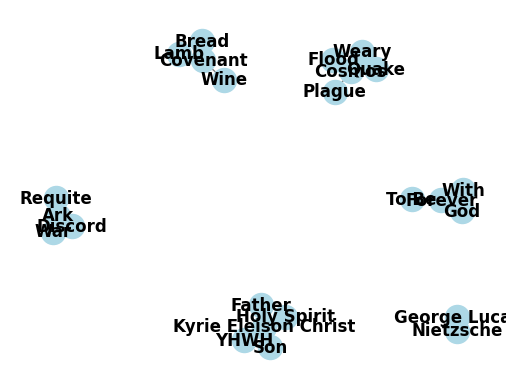 Bread
Lamb
Covenant
Wine
Weary
Flood
Cosmos
Quake
Plague
Requite
Ark
Discord
War
With
To Be
Forever
God
Father
Holy Spirit
Kyrie Eleison
Christ
YHWH
Son
George Luca
Nietzsche